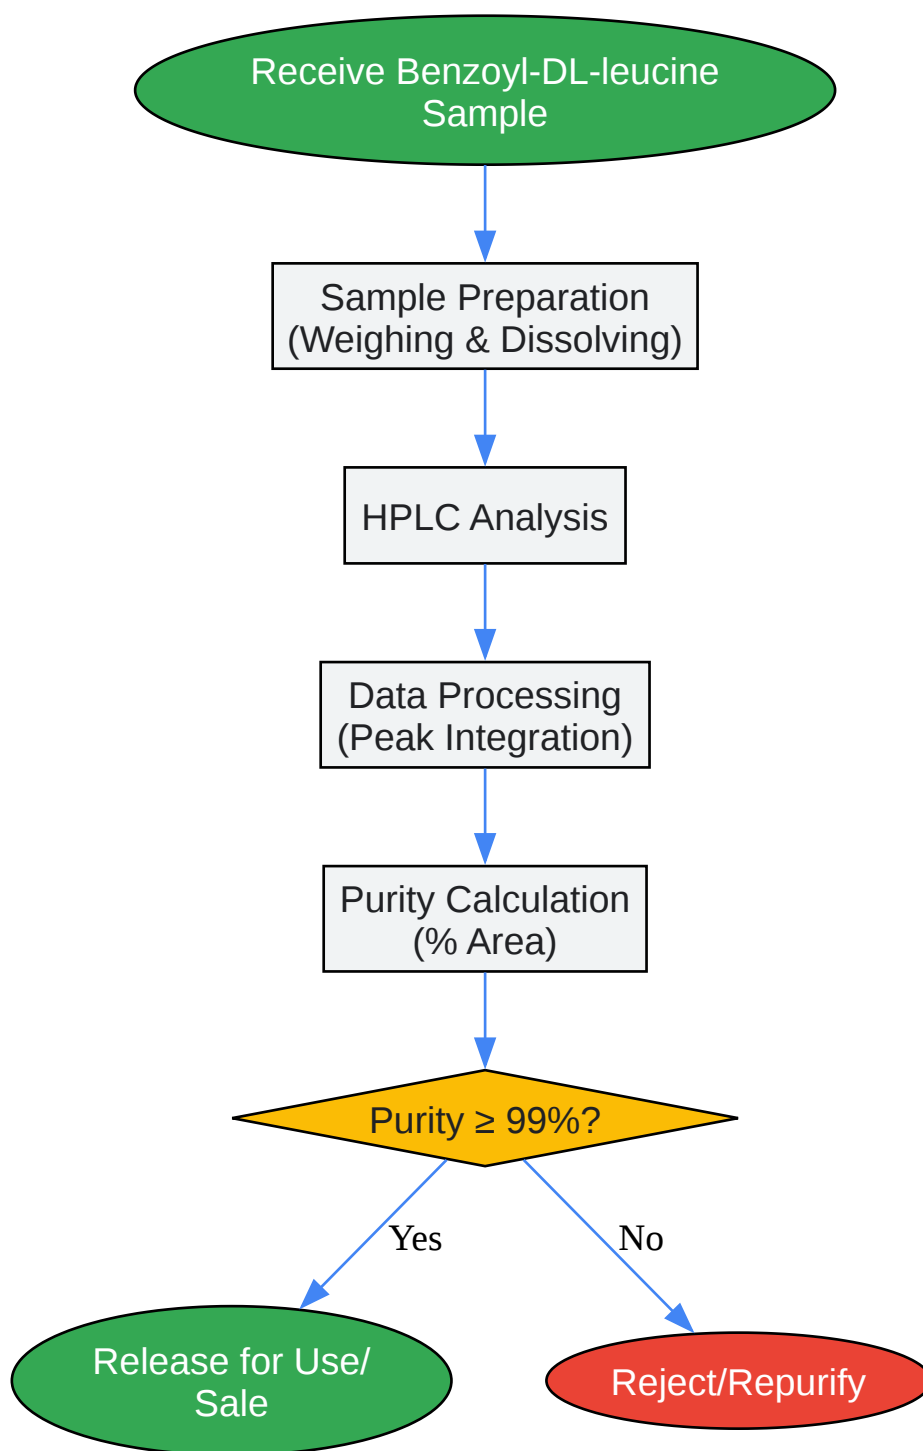 Receive Benzoyl-DL-leucine
Sample
Sample Preparation
(Weighing & Dissolving)
HPLC Analysis
Data Processing
(Peak Integration)
Purity Calculation
(% Area)
Purity ≥ 99%?
Yes
No
Release for Use/
Sale
Reject/Repurify